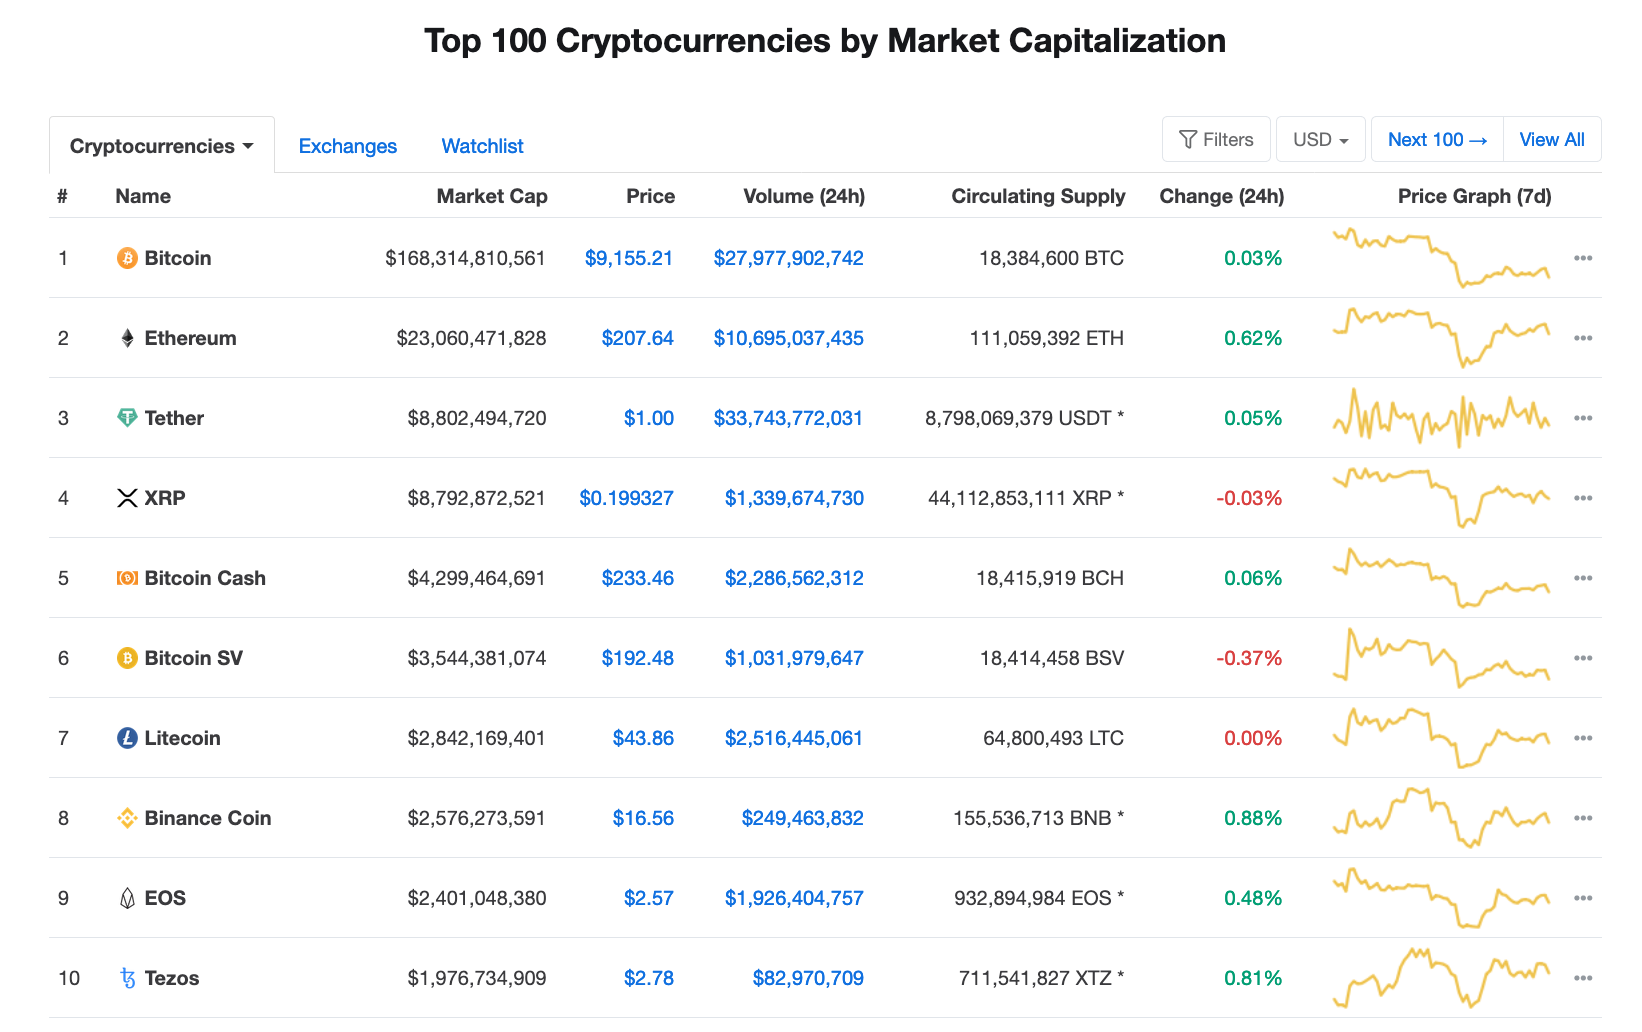 Top 100 Cryptocurrencies by Market Capitalization
Cryptocurrencies Exchanges Watchlist Filters USD Next 100 → View All
# Name Market Cap Price Volume (24h) Circulating Supply Change (24h) Price Graph (7d)
1 Bitcoin $168,314,810,561 $9,155.21 $27,977,902,742 18,384,600 BTC 0.03%
2 Ethereum $23,060,471,828 $207.64 $10,695,037,435 111,059,392 ETH 0.62%
3 Tether $8,802,494,720 $1.00 $33,743,772,031 8,798,069,379 USDT * 0.05%
4 XRP $8,792,872,521 $0.199327 $1,339,674,730 44,112,853,111 XRP * -0.03%
5 Bitcoin Cash $4,299,464,691 $233.46 $2,286,562,312 18,415,919 BCH 0.06%
6 Bitcoin SV $3,544,381,074 $192.48 $1,031,979,647 18,414,458 BSV -0.37%
7 Litecoin $2,842,169,401 $43.86 $2,516,445,061 64,800,493 LTC 0.00%
8 Binance Coin $2,576,273,591 $16.56 $249,463,832 155,536,713 BNB * 0.88%
9 EOS $2,401,048,380 $2.57 $1,926,404,757 932,894,984 EOS * 0.48%
10 Tezos $1,976,734,909 $2.78 $82,970,709 711,541,827 XTZ * 0.81%